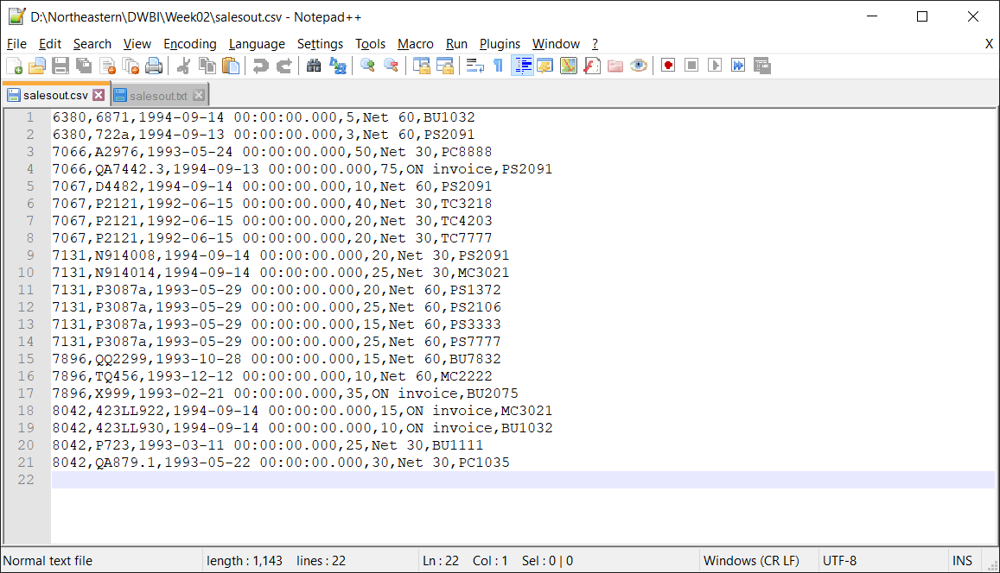 D:\Northeastern\DWBI\Week02\salesout.csv - Notepad++
File Edit Search View Encoding Language Settings Tools Macro Run Plugins Window ? X
salesout.csv salesout.txt
1 6380,6871,1994-09-14 00:00:00.000,5,Net 60,BU1032
2 6380,722a,1994-09-13 00:00:00.000,3,Net 60,PS2091
3 7066,A2976,1993-05-24 00:00:00.000,50,Net 30,PC8888
4 7066,QA7442.3,1994-09-13 00:00:00.000,75,ON invoice,PS2091
5 7067,D4482,1994-09-14 00:00:00.000,10,Net 60,PS2091
6 7067,P2121,1992-06-15 00:00:00.000,40,Net 30,TC3218
7 7067,P2121,1992-06-15 00:00:00.000,20,Net 30,TC4203
8 7067,P2121,1992-06-15 00:00:00.000,20,Net 30,TC7777
9 7131,N914008,1994-09-14 00:00:00.000,20,Net 30,PS2091
10 7131,N914014,1994-09-14 00:00:00.000,25,Net 30,MC3021
11 7131,P3087a,1993-05-29 00:00:00.000,20,Net 60,PS1372
12 7131,P3087a,1993-05-29 00:00:00.000,25,Net 60,PS2106
13 7131,P3087a,1993-05-29 00:00:00.000,15,Net 60,PS3333
14 7131,P3087a,1993-05-29 00:00:00.000,25,Net 60,PS7777
15 7896,QQ2299,1993-10-28 00:00:00.000,15,Net 60,BU7832
16 7896,TQ456,1993-12-12 00:00:00.000,10,Net 60,MC2222
17 7896,X999,1993-02-21 00:00:00.000,35,ON invoice,BU2075
18 8042,423LL922,1994-09-14 00:00:00.000,15,ON invoice,MC3021
19 8042,423LL930,1994-09-14 00:00:00.000,10,ON invoice,BU1032
20 8042,P723,1993-03-11 00:00:00.000,25,Net 30,BU1111
21 8042,QA879.1,1993-05-22 00:00:00.000,30,Net 30,PC1035
22
Normal text file length : 1,143 lines : 22 Ln : 22 Col : 1 Sel : 0 | 0 Windows (CR LF) UTF-8 INS